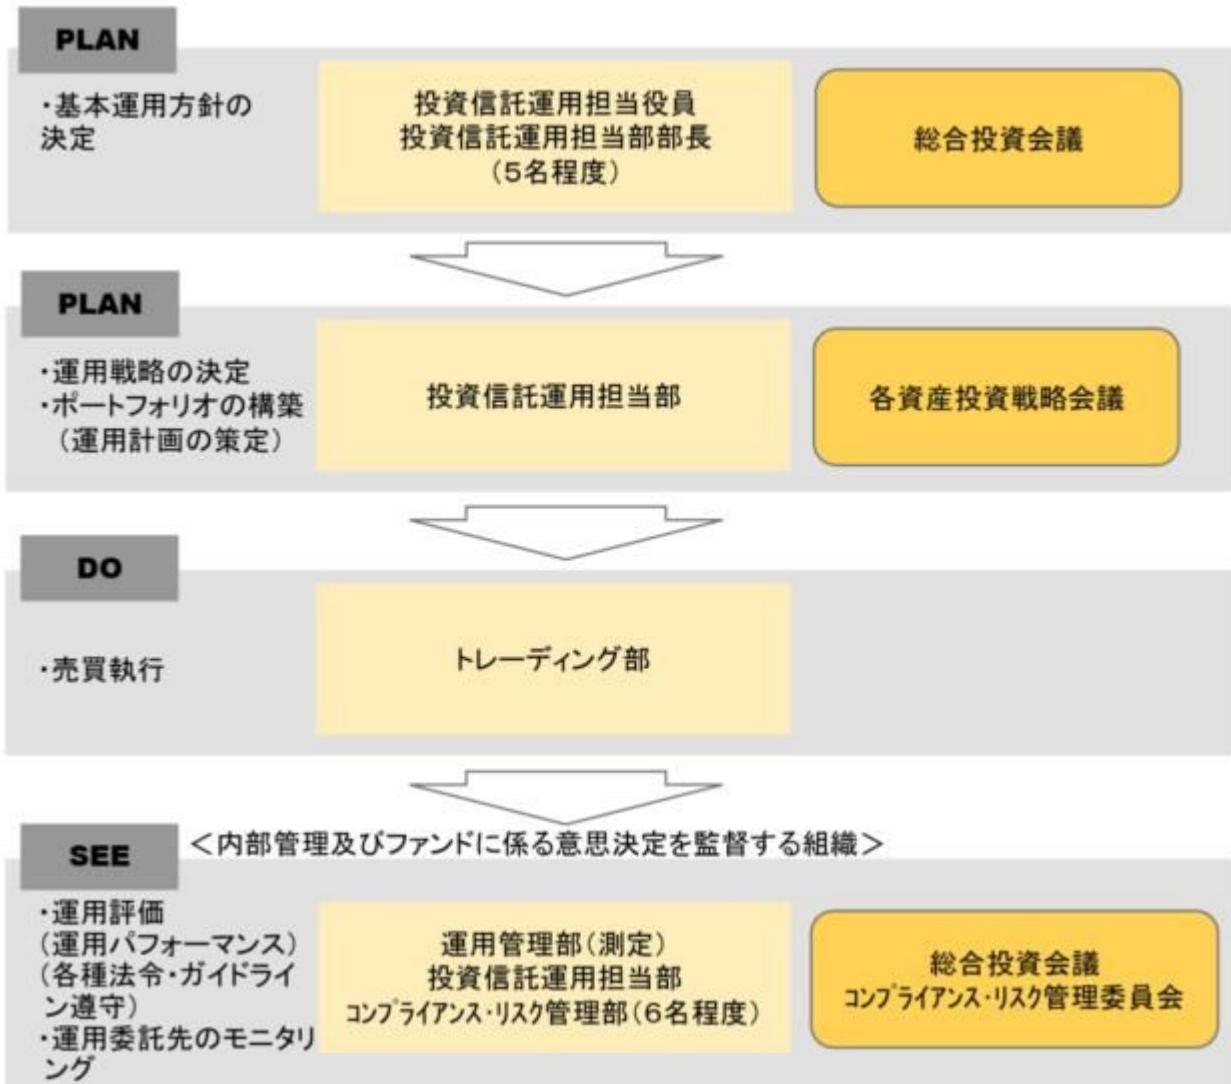 PLAN
・基本運用方針の
決定
投資信託運用担当役員
投資信託運用担当部部長
(5名程度)
総合投資会議
PLAN
・運用戦略の決定
・ポートフォリオの構築
(運用計画の策定)
投資信託運用担当部
各資産投資戦略会議
DO
・売買執行
トレーディング部
SEE
＜内部管理及びファンドに係る意思決定を監督する組織＞
・運用評価
(運用パフォーマンス)
(各種法令・ガイドライ
ン遵守)
・運用委託先のモニタリ
ング
運用管理部(測定)
投資信託運用担当部
コンプライアンス・リスク管理部(6名程度)
総合投資会議
コンプライアンス・リスク管理委員会